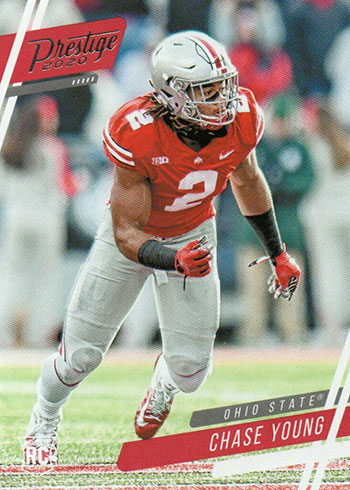 Prestige
2020
2
B1G
2
OHIO STATE®
CHASE YOUNG
RC